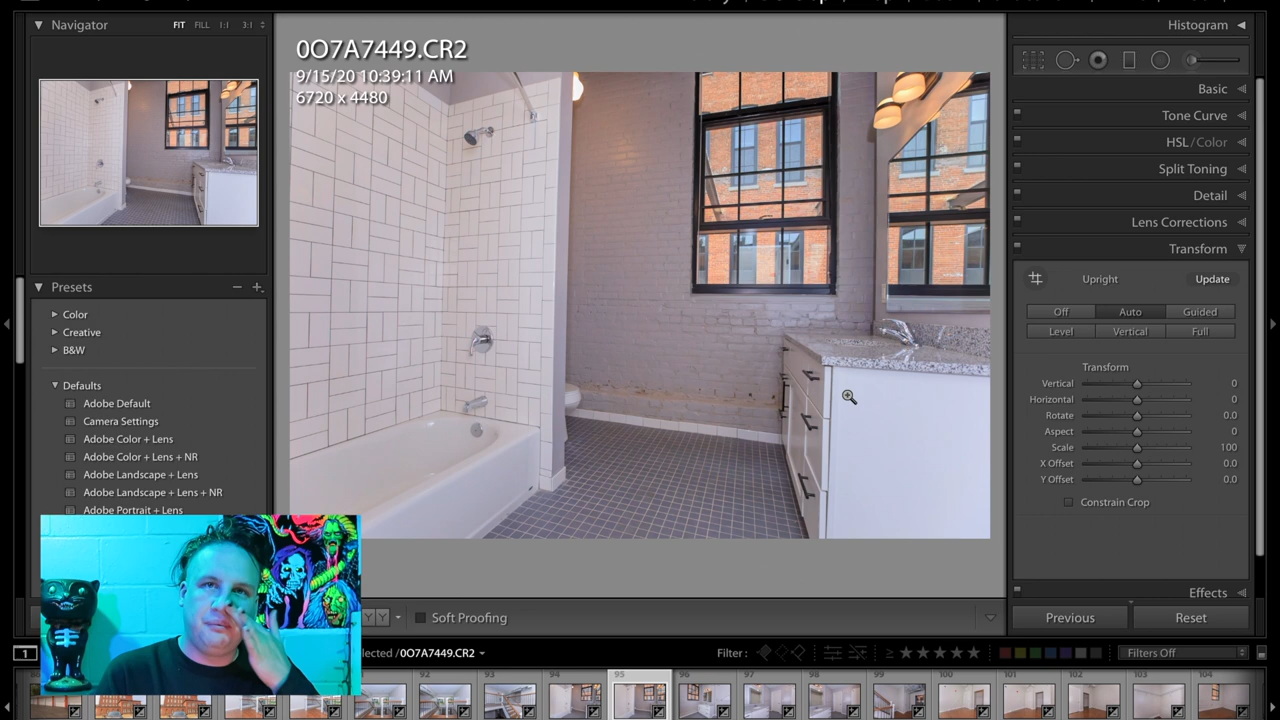 Navigator
FIT FILL 1:1 3:1
0O7A7449.CR2
9/15/20 10:39:11 AM
6720 x 4480
Presets
Color
Creative
B&W
Defaults
Adobe Default
Camera Settings
Adobe Color + Lens
Adobe Color + Lens + NR
Adobe Landscape + Lens
Adobe Landscape + Lens + NR
Adobe Portrait + Lens
Histogram
Basic
Tone Curve
HSL / Color
Split Toning
Detail
Lens Corrections
Transform
Upright Update
Off Auto Guided
Level Vertical Full
Transform
Vertical 0
Horizontal 0
Rotate 0.0
Aspect 0
Scale 100
X Offset 0.0
Y Offset 0.0
Constrain Crop
Effects
Previous Reset
Y Y Soft Proofing
1 /0O7A7449.CR2 Filter : Filters Off
92 93 94 95 96 97 98 99 100 101 102 103 104